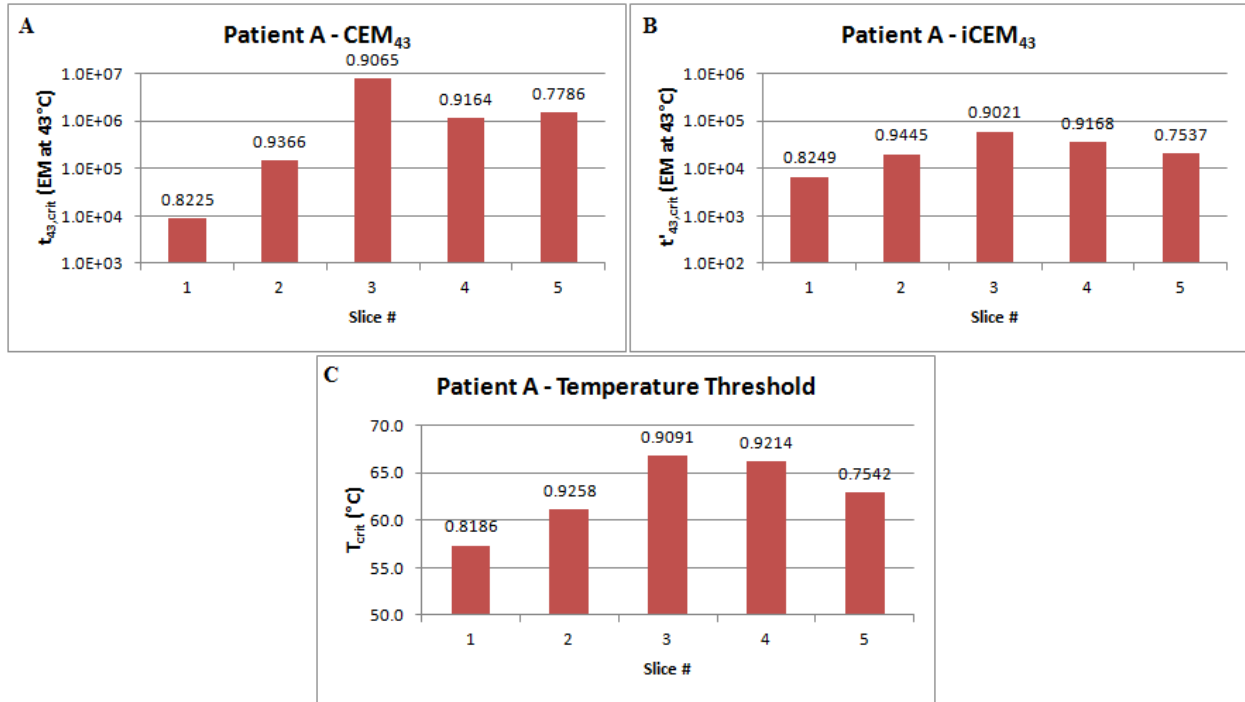 A
Patient A - CEM43
t43,crit (EM at 43°C)
1.0E+07
1.0E+06
1.0E+05
1.0E+04
1.0E+03
0.8225
0.9366
0.9065
0.9164
0.7786
1 2 3 4 5
Slice #
B
Patient A - iCEM43
t'43,crit (EM at 43°C)
1.0E+06
1.0E+05
1.0E+04
1.0E+03
1.0E+02
0.8249
0.9445
0.9021
0.9168
0.7537
1 2 3 4 5
Slice #
C
Patient A - Temperature Threshold
Tcrit (°C)
70.0
65.0
60.0
55.0
50.0
0.8186
0.9258
0.9091
0.9214
0.7542
1 2 3 4 5
Slice #